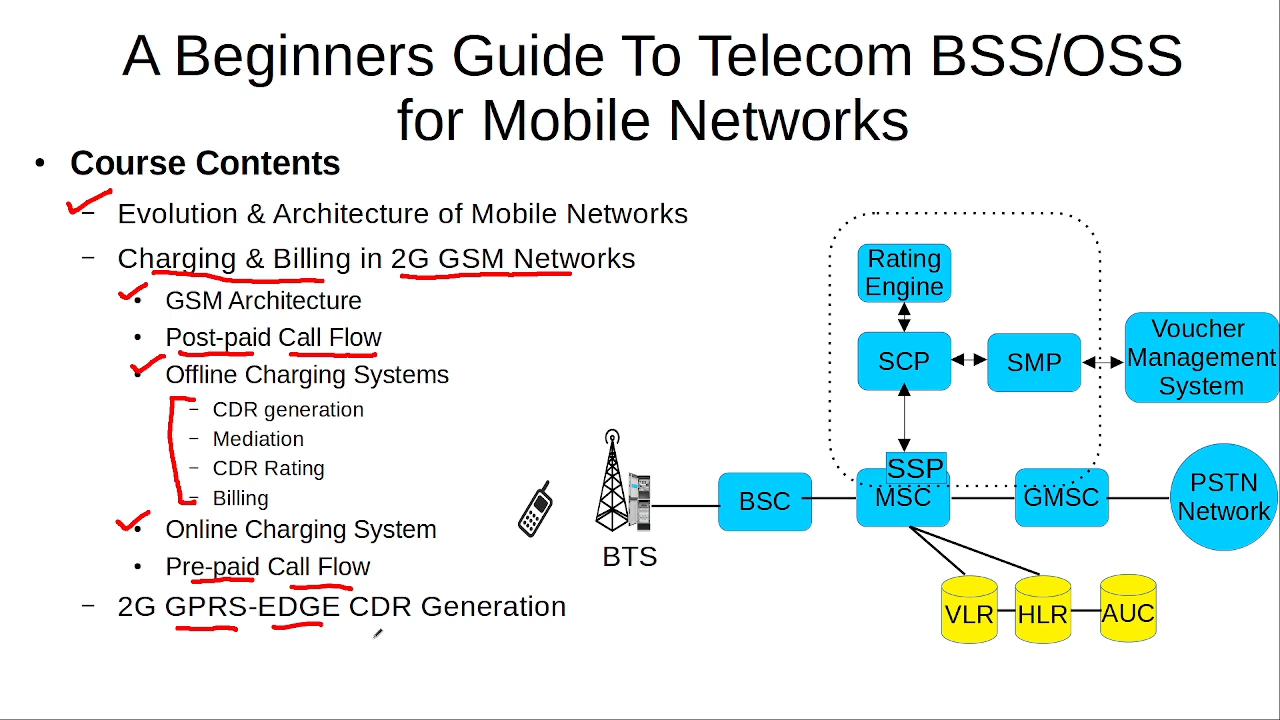 A Beginners Guide To Telecom BSS/OSS
for Mobile Networks
• Course Contents
– Evolution & Architecture of Mobile Networks
– Charging & Billing in 2G GSM Networks
• GSM Architecture
• Post-paid Call Flow
• Offline Charging Systems
– CDR generation
– Mediation
– CDR Rating
– Billing
• Online Charging System
• Pre-paid Call Flow
– 2G GPRS-EDGE CDR Generation
Rating
Engine
SCP
SMP
Voucher
Management
System
SSP
BTS
BSC
MSC
GMSC
PSTN
Network
VLR
HLR
AUC